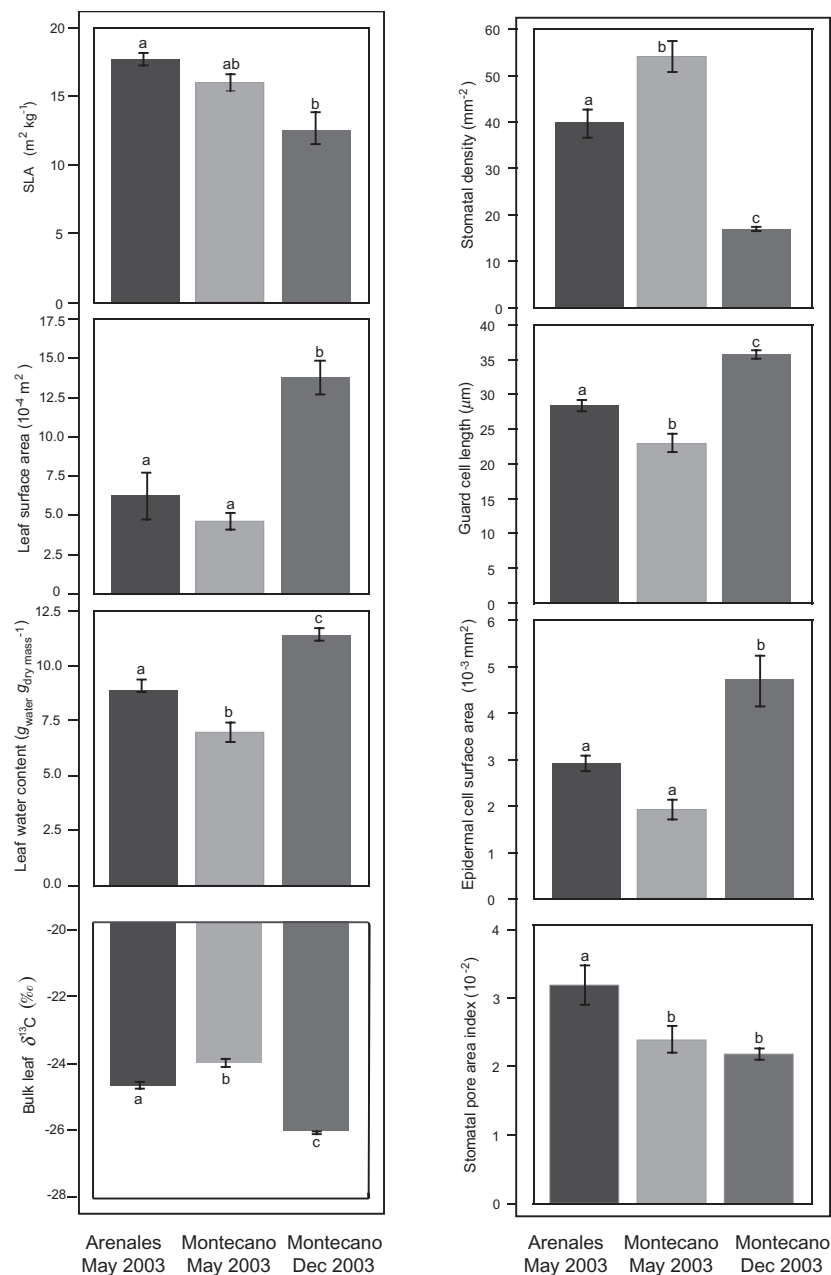 20
15
10
5
0
SLA (m² kg⁻¹)
a
ab
b
17.5
15.0
12.5
10.0
7.5
5.0
2.5
0
Leaf surface area (10⁻⁴ m²)
a
a
b
12.5
10.0
7.5
5.0
2.5
0.0
Leaf water content (g water g dry mass⁻¹)
a
b
c
-20
-22
-24
-26
-28
Bulk leaf δ¹³C (‰)
a
b
c
Arenales May 2003
Montecano May 2003
Montecano Dec 2003
60
50
40
30
20
10
0
Stomatal density (mm⁻²)
a
b
c
40
35
30
25
20
15
10
5
0
Guard cell length (μm)
a
b
c
6
5
4
3
2
1
0
Epidermal cell surface area (10⁻³ mm²)
a
a
b
4
3
2
1
0
Stomatal pore area index (10⁻²)
a
b
b
Arenales May 2003
Montecano May 2003
Montecano Dec 2003